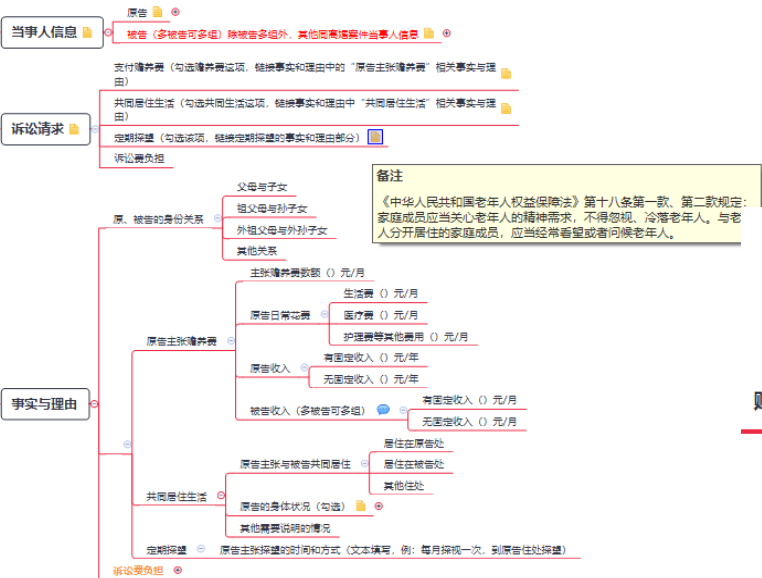 原告
当事人信息
被告（多被告可多组）除被告多组外，其他同离婚案件当事人信息
支付赡养费（勾选赡养费这项，链接事实和理由中的“原告主张赡养费”相关事实与理
由）
共同居住生活（勾选共同生活这项，链接事实和理由中“共同居住生活”相关事实与理
由）
诉讼请求
定期探望（勾选该项，链接定期探望的事实和理由部分）
诉讼费负担
备注
《中华人民共和国老年人权益保障法》第十八条第一款、第二款规定：
家庭成员应当关心老年人的精神需求，不得忽视、冷落老年人。与老
人分开居住的家庭成员，应当经常看望或者问候老年人。
父母与子女
祖父母与孙子女
原、被告的身份关系
外祖父母与外孙子女
其他关系
主张赡养费数额（）元/月
生活费（）元/月
原告日常花费
医疗费（）元/月
护理费等其他费用（）元/月
原告主张赡养费
有固定收入（）元/年
原告收入
无固定收入（）元/年
有固定收入（）元/月
被告收入（多被告可多组）
无固定收入（）元/月
事实与理由
居住在原告处
原告主张与被告共同居住
居住在被告处
其他住处
共同居住生活
原告的身体状况（勾选）
其他需要说明的情况
定期探望
原告主张探望的时间和方式（文本填写，例：每月探视一次，到原告住处探望）
诉讼费负担